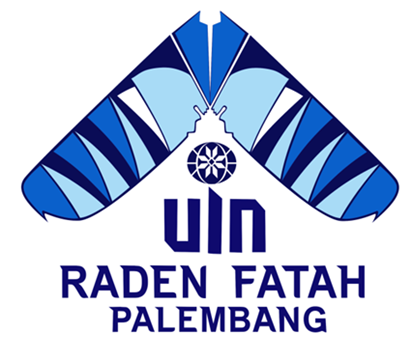 uin
RADEN FATAH
PALEMBANG